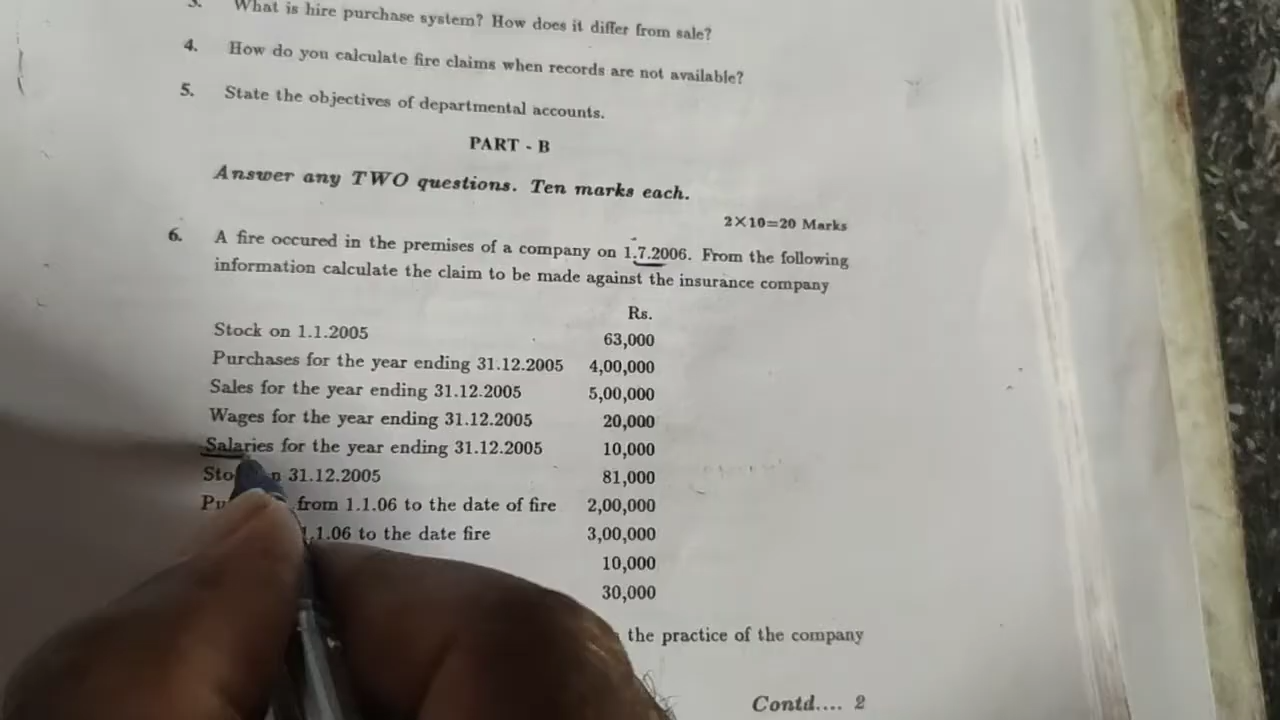 What is hire purchase system? How does it differ from sale?
4. How do you calculate fire claims when records are not available?
5. State the objectives of departmental accounts.
PART - B
Answer any TWO questions. Ten marks each.
2×10=20 Marks
6. A fire occured in the premises of a company on 1.7.2006. From the following
information calculate the claim to be made against the insurance company
Rs.
Stock on 1.1.2005 63,000
Purchases for the year ending 31.12.2005 4,00,000
Sales for the year ending 31.12.2005 5,00,000
Wages for the year ending 31.12.2005 20,000
Salaries for the year ending 31.12.2005 10,000
31.12.2005 81,000
from 1.1.06 to the date of fire 2,00,000
1.1.06 to the date fire 3,00,000
10,000
30,000
the practice of the company
Contd.... 2